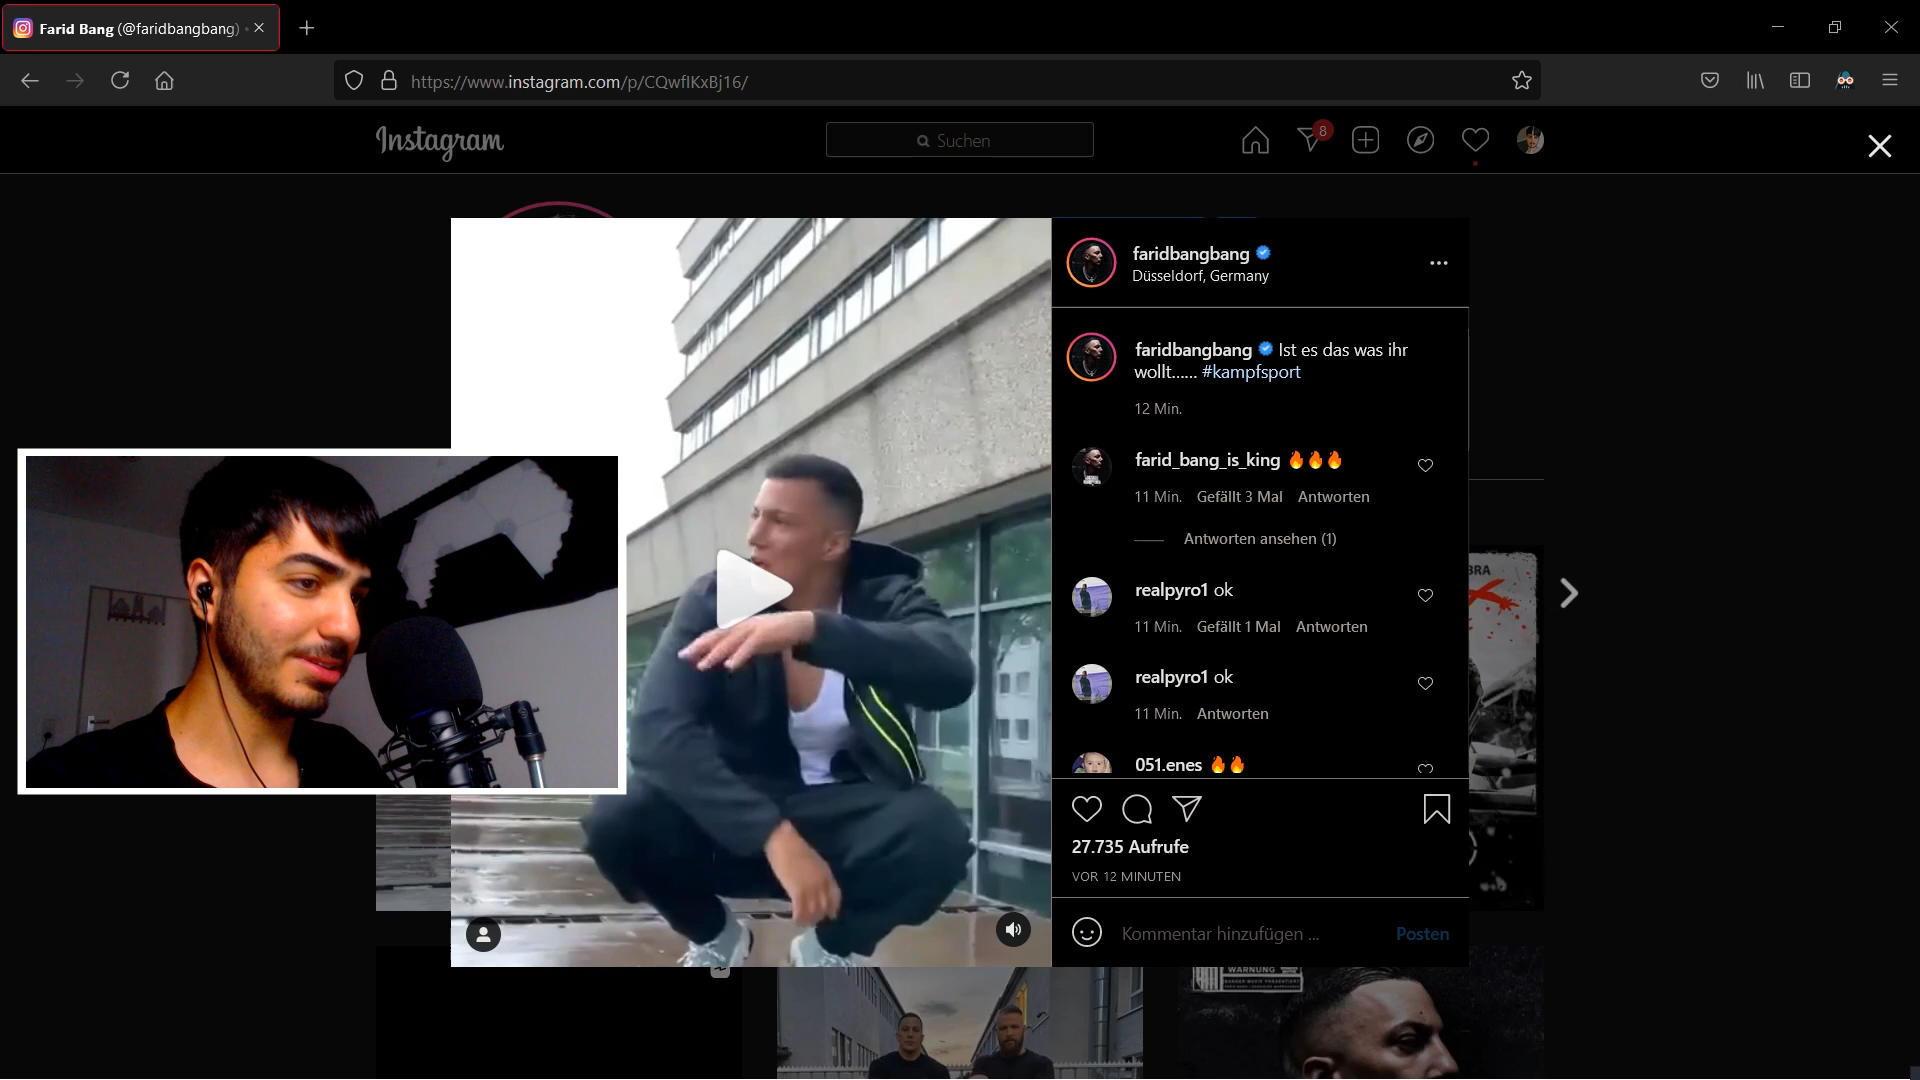 Farid Bang (@faridbangbang) •
https://www.instagram.com/p/CQwflKxBj16/
Instagram
Suchen
8
faridbangbang
Düsseldorf, Germany
faridbangbang Ist es das was ihr
wollt...... #kampfsport
12 Min.
farid_bang_is_king 🔥🔥🔥
11 Min. Gefällt 3 Mal Antworten
Antworten ansehen (1)
realpyro1 ok
11 Min. Gefällt 1 Mal Antworten
realpyro1 ok
11 Min. Antworten
051.enes 🔥🔥
27.735 Aufrufe
VOR 12 MINUTEN
Kommentar hinzufügen ...
Posten
BRA
WARNUNG